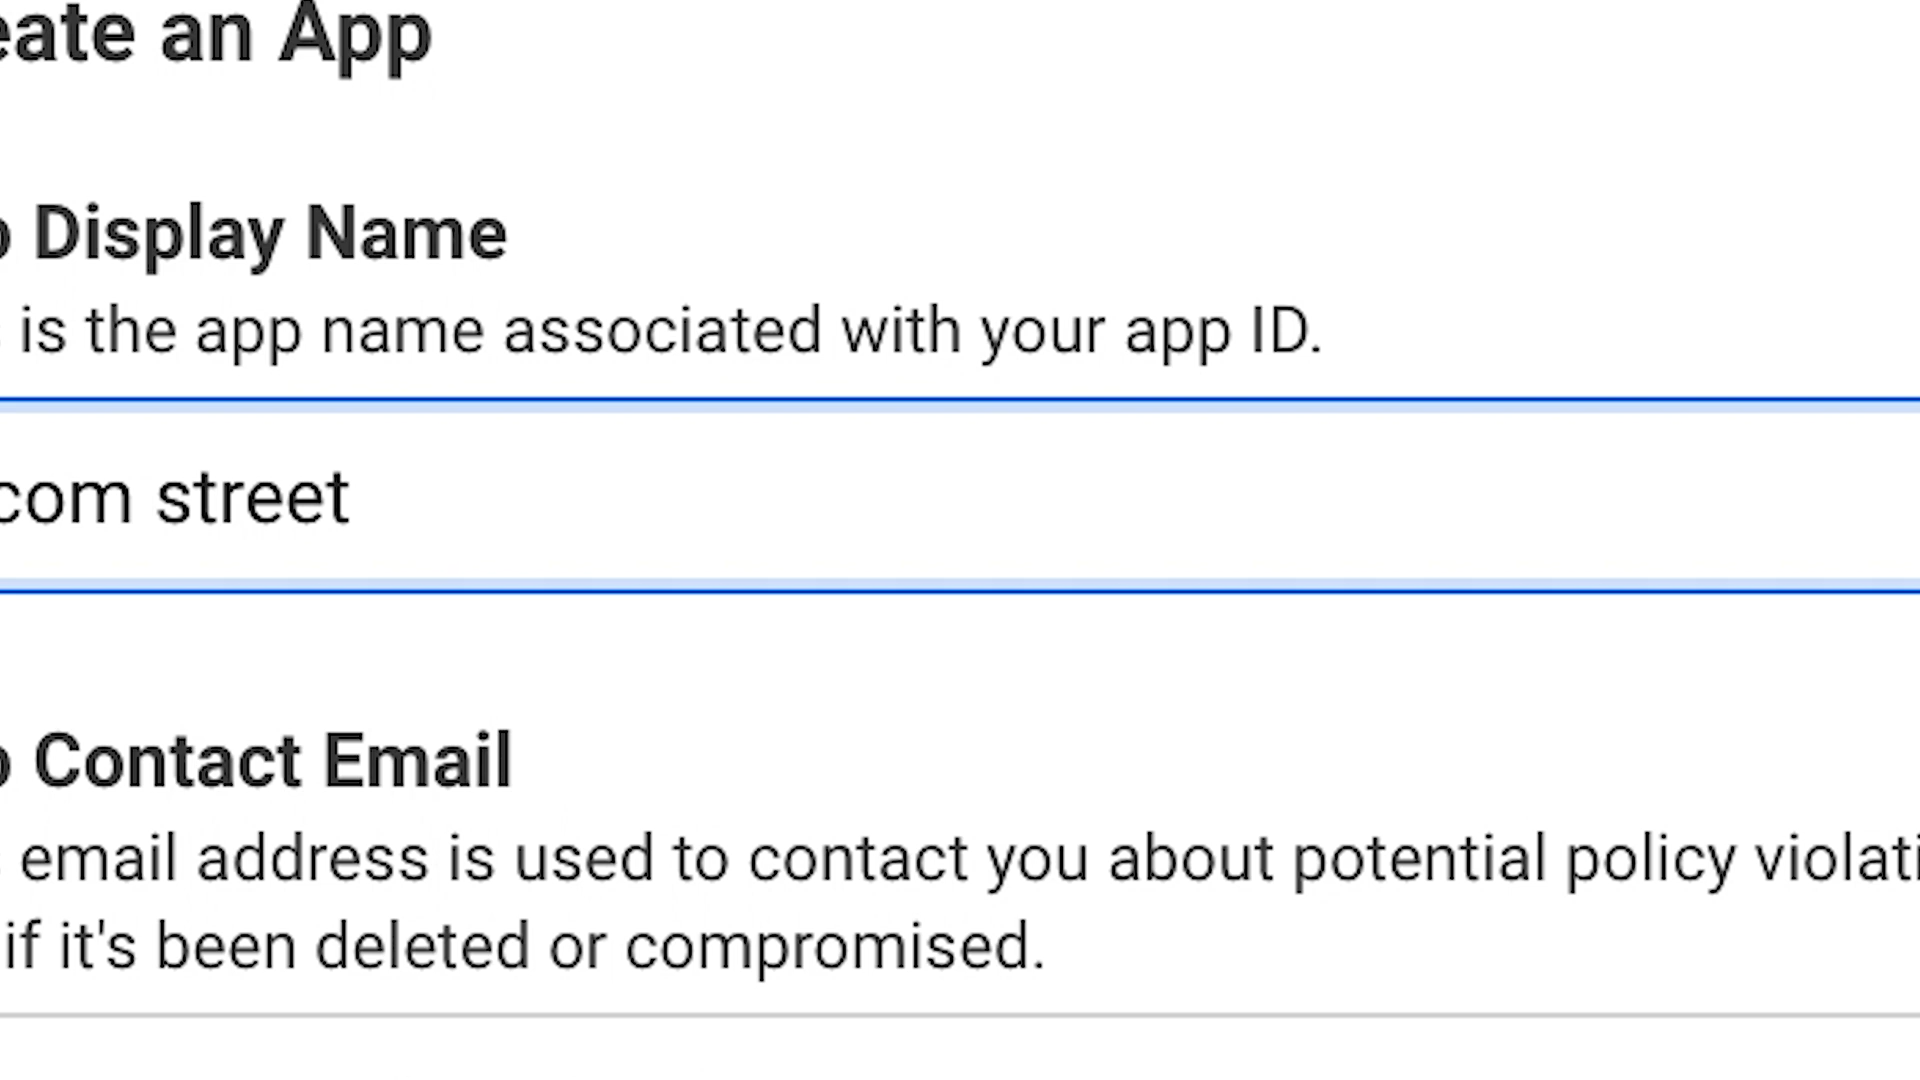 eate an App
Display Name
is the app name associated with your app ID.
com street
Contact Email
email address is used to contact you about potential policy violati
if it's been deleted or compromised.